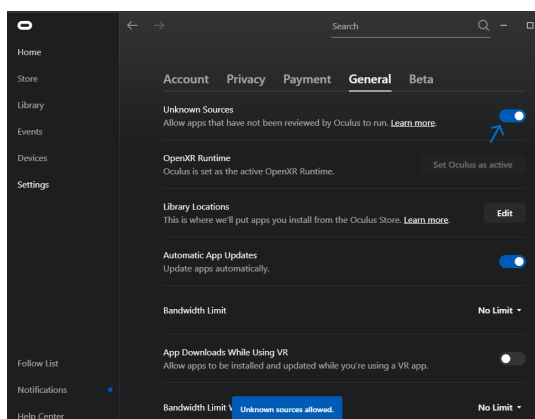 Search
Home
Store
Library
Events
Devices
Settings
Follow List
Notifications
Help Center
Account Privacy Payment General Beta
Unknown Sources
Allow apps that have not been reviewed by Oculus to run. Learn more.
OpenXR Runtime
Oculus is set as the active OpenXR Runtime.
Set Oculus as active
Library Locations
This is where we'll put apps you install from the Oculus Store. Learn more.
Edit
Automatic App Updates
Update apps automatically.
Bandwidth Limit
No Limit
App Downloads While Using VR
Allow apps to be installed and updated while you're using a VR app.
Bandwidth Limit
No Limit
Unknown sources allowed.